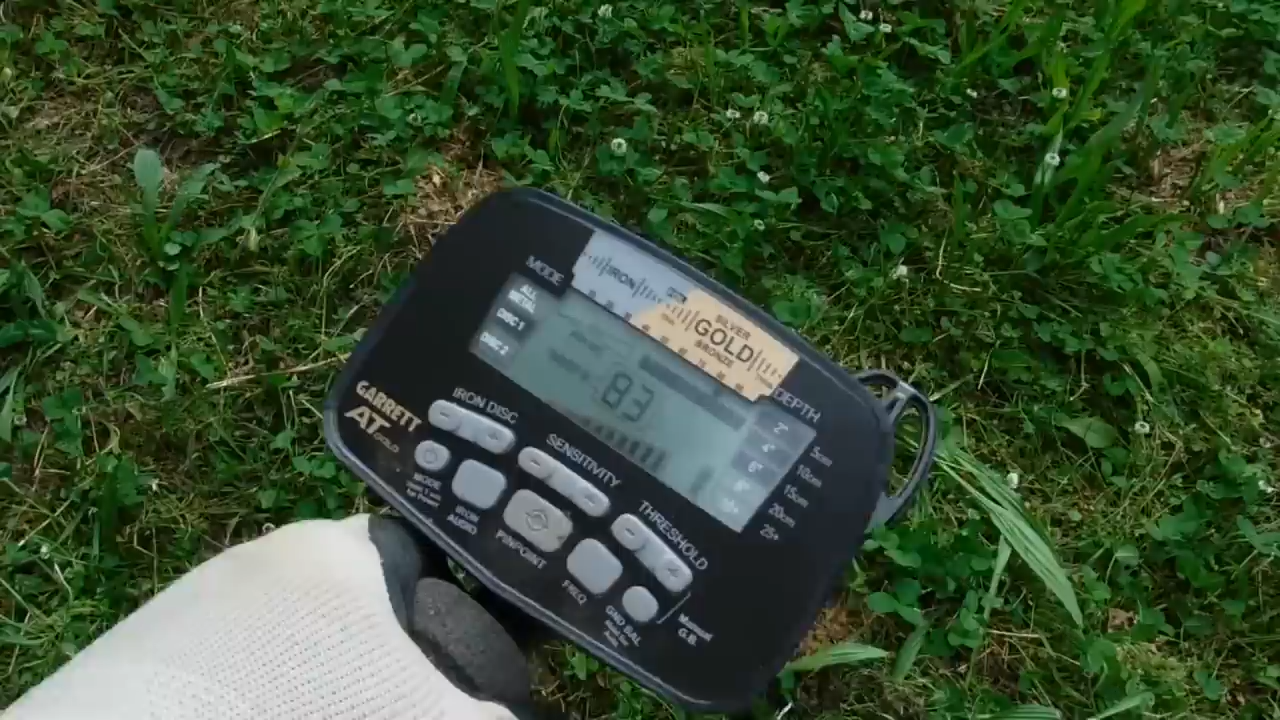 MODE
IRON
SILVER
GOLD
BRONZE
ALL
METAL
DISC 1
DISC 2
83
DEPTH
2" 5cm
4" 10cm
6" 15cm
8" 20cm
25+
GARRETT
AT GOLD
IRON DISC
- +
SENSITIVITY
- +
THRESHOLD
- +
MODE
IRON
AUDIO
PINPOINT
FREQ
GND BAL
Manual
G.B.